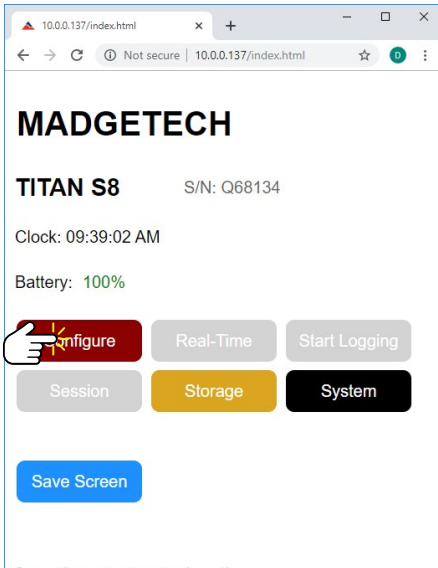 10.0.0.137/index.html
Not secure | 10.0.0.137/index.html
D
MADGETECH
TITAN S8 S/N: Q68134
Clock: 09:39:02 AM
Battery: 100%
Configure Real-Time Start Logging
Session Storage System
Save Screen